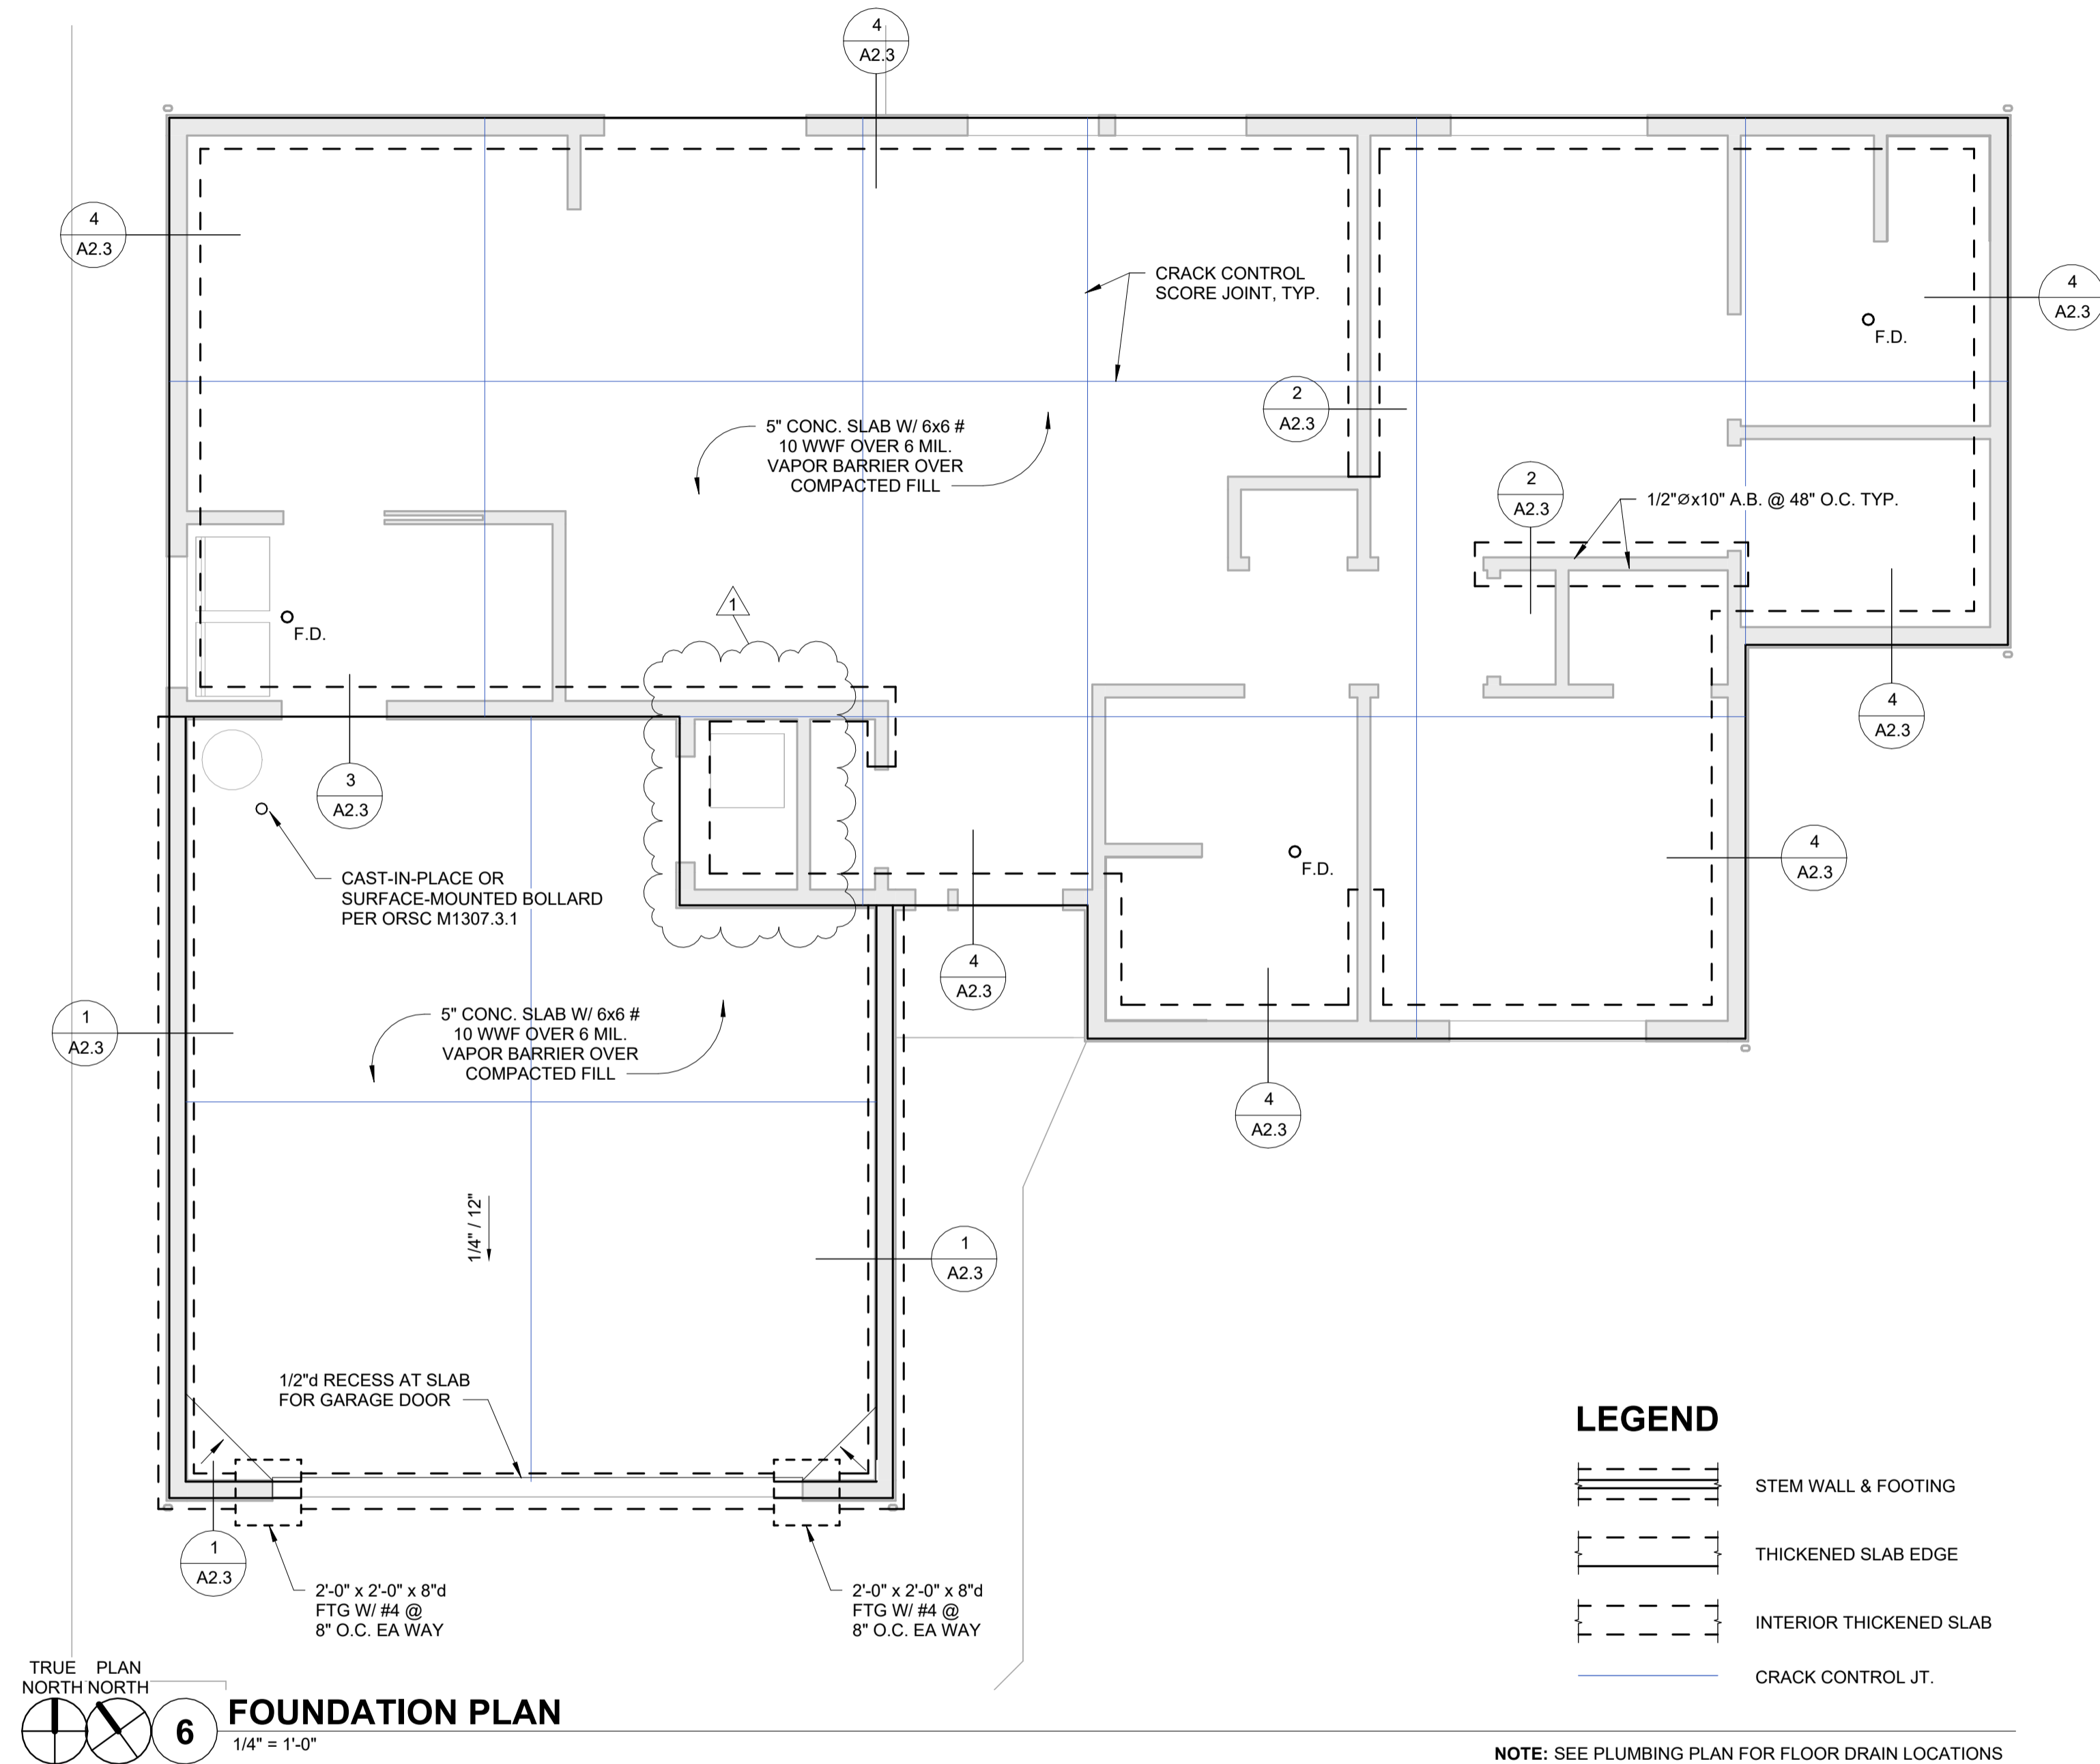 4
A2.3
4
A2.3
CRACK CONTROL
SCORE JOINT, TYP.
4
A2.3
F.D.
2
A2.3
5" CONC. SLAB W/ 6x6 #
10 WWF OVER 6 MIL.
VAPOR BARRIER OVER
COMPACTED FILL
2
A2.3
1/2"Øx10" A.B. @ 48" O.C. TYP.
1
F.D.
4
A2.3
3
A2.3
F.D.
4
A2.3
CAST-IN-PLACE OR
SURFACE-MOUNTED BOLLARD
PER ORSC M1307.3.1
4
A2.3
1
A2.3
5" CONC. SLAB W/ 6x6 #
10 WWF OVER 6 MIL.
VAPOR BARRIER OVER
COMPACTED FILL
4
A2.3
1/4" / 12"
1
A2.3
1/2"d RECESS AT SLAB
FOR GARAGE DOOR
1
A2.3
2'-0" x 2'-0" x 8"d
FTG W/ #4 @
8" O.C. EA WAY
2'-0" x 2'-0" x 8"d
FTG W/ #4 @
8" O.C. EA WAY
LEGEND
STEM WALL & FOOTING
THICKENED SLAB EDGE
INTERIOR THICKENED SLAB
CRACK CONTROL JT.
TRUE NORTH
PLAN NORTH
6
FOUNDATION PLAN
1/4" = 1'-0"
NOTE: SEE PLUMBING PLAN FOR FLOOR DRAIN LOCATIONS